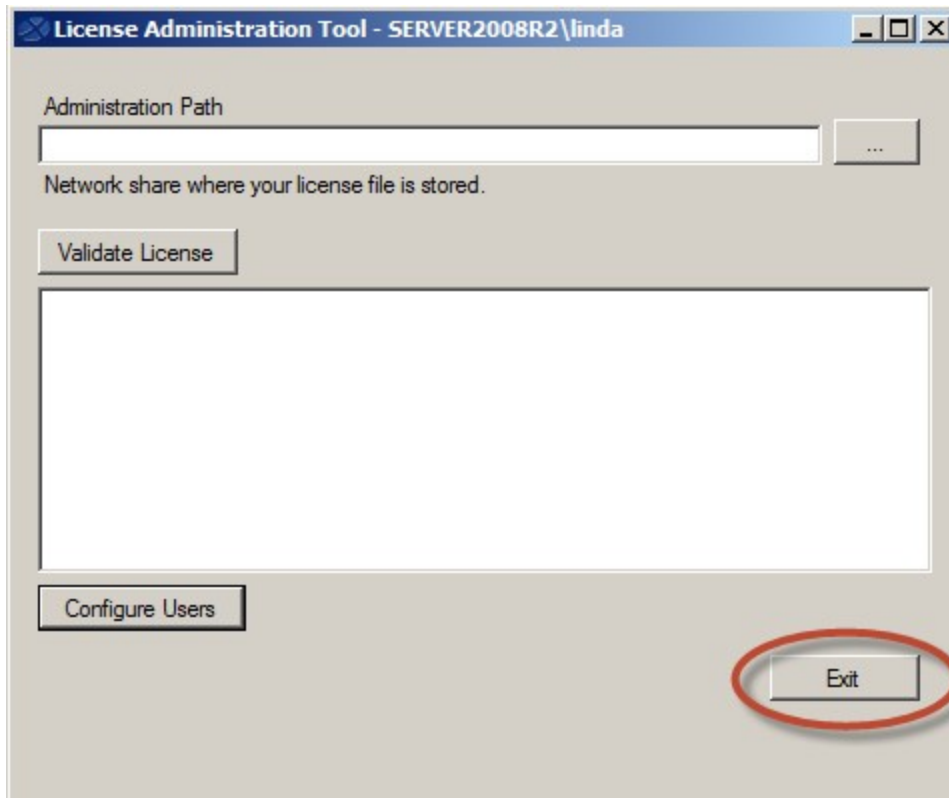 License Administration Tool - SERVER2008R2\linda
Administration Path
...
Network share where your license file is stored.
Validate License
Configure Users
Exit